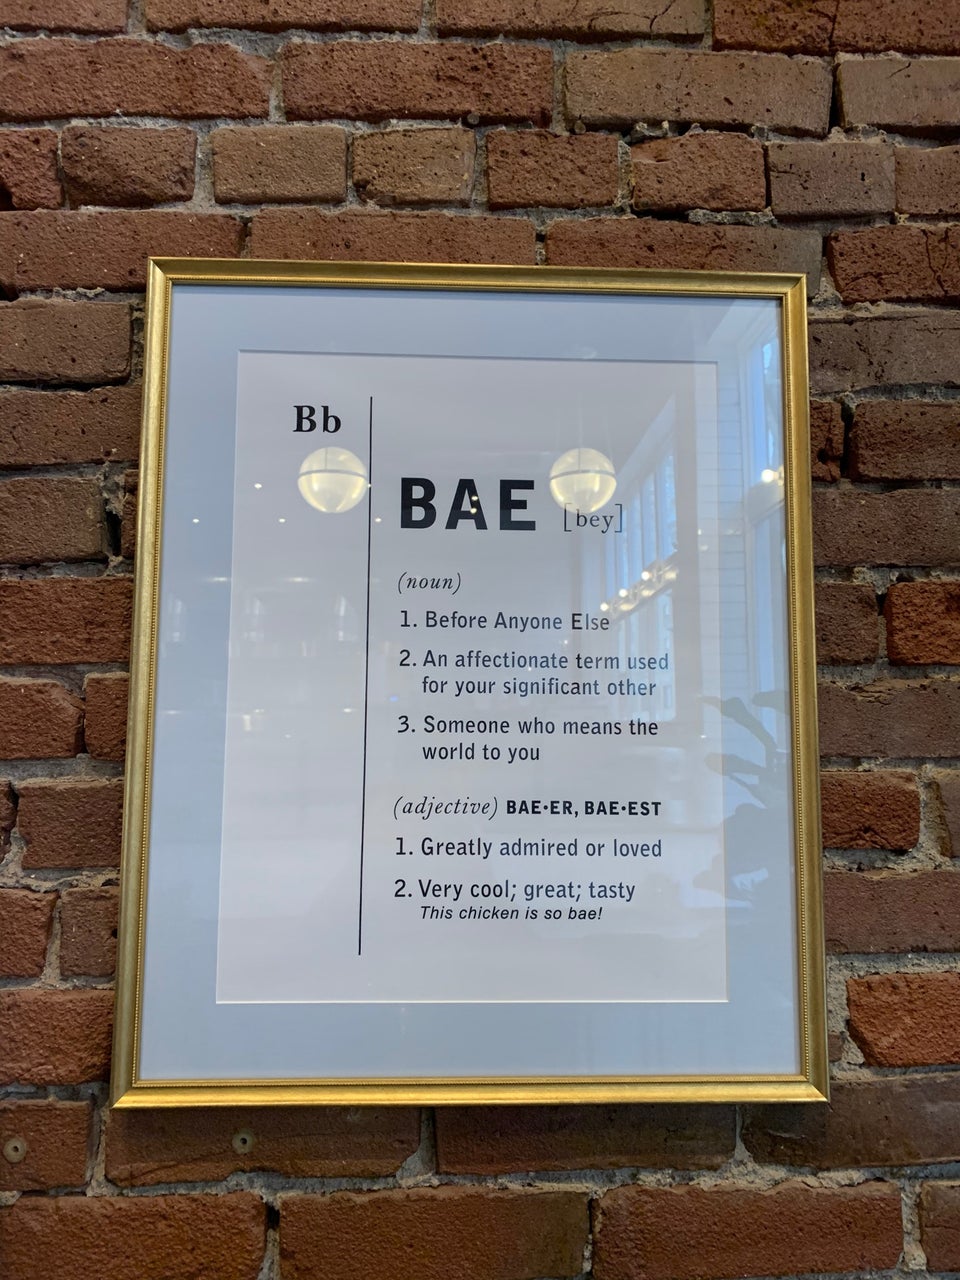 Bb
BAE [bey]
(noun)
1. Before Anyone Else
2. An affectionate term used
for your significant other
3. Someone who means the
world to you
(adjective) BAE•ER, BAE•EST
1. Greatly admired or loved
2. Very cool; great; tasty
This chicken is so bae!